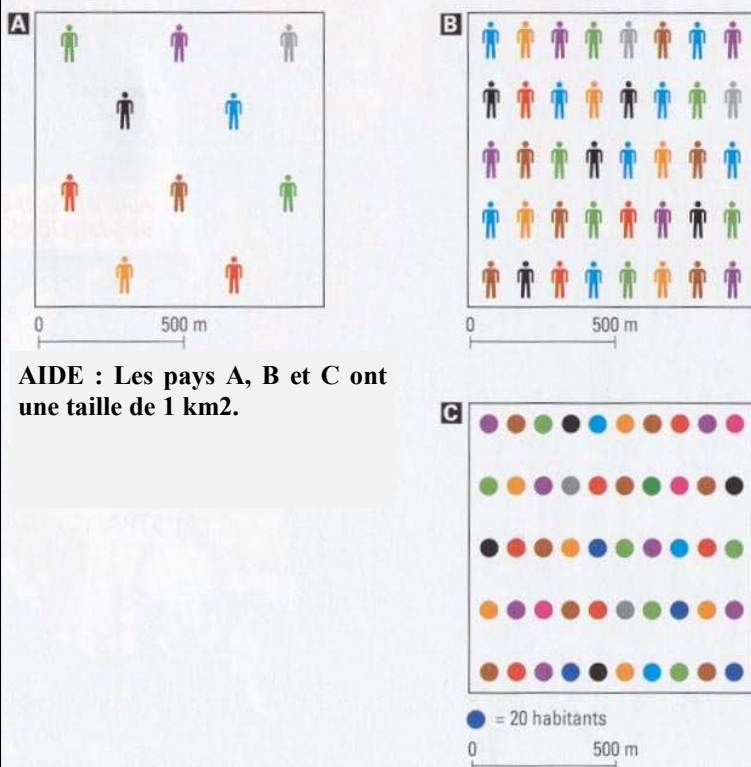 A
B
0 500 m
0 500 m
AIDE : Les pays A, B et C ont
une taille de 1 km2.
C
= 20 habitants
0 500 m